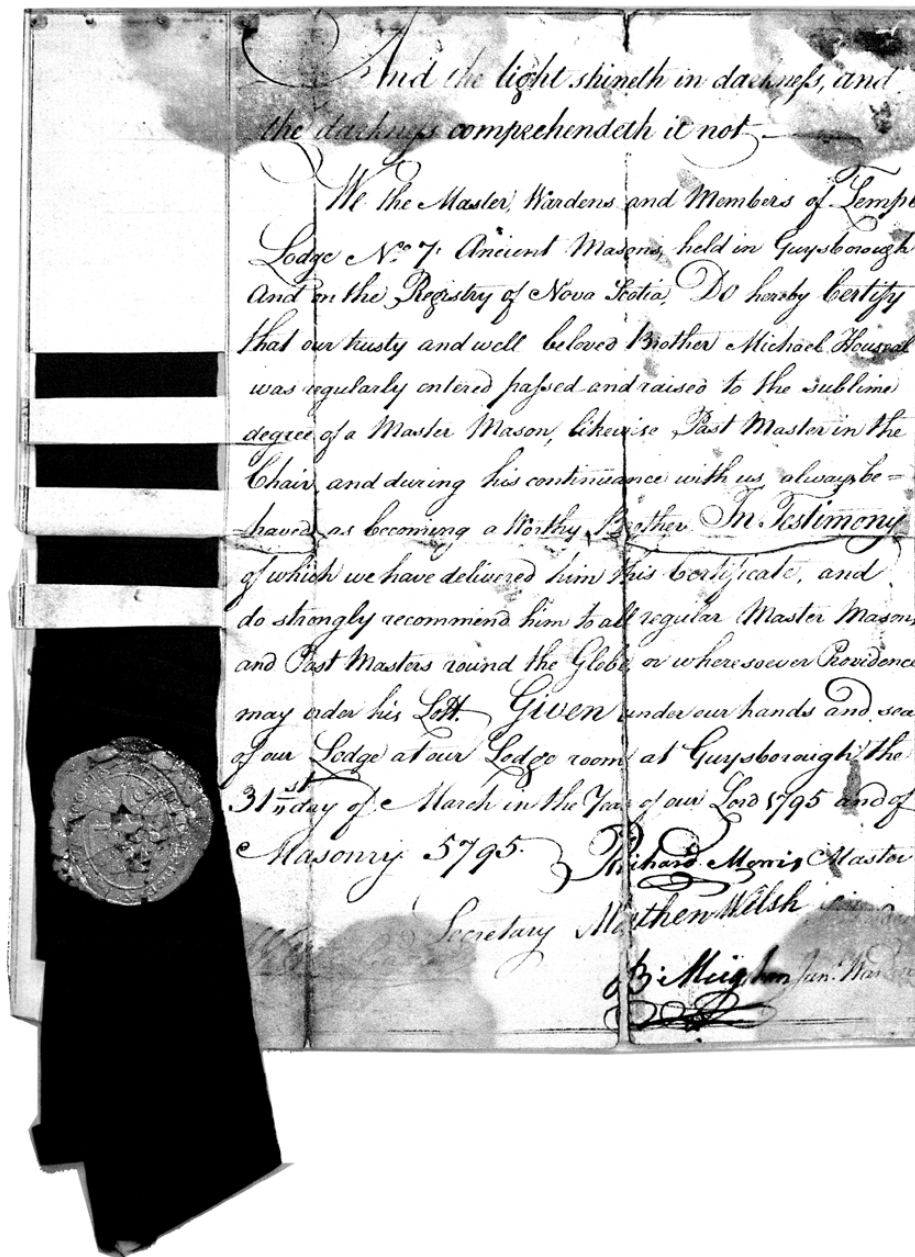 And the light shineth in darkness, and
the darkness comprehendeth it not
We the Master, Wardens and Members of Temple
Lodge No. 7. Ancient Masons, held in Guysborough
And on the Registry of Nova Scotia, Do hereby Certify
that our trusty and well beloved Brother Michael Houseal
was regularly entered passed and raised to the sublime
degree of a Master Mason, likewise Past Master in the
Chair, and during his continuance with us, always be=
haved as becoming a Worthy Brother In Testimony
of which we have delivered him this Certificate, and
do strongly recommend him to all regular Master Masons
and Past Masters round the Globe, or wheresoever Providence
may order his Lott. Given under our hands and seal
of our Lodge at our Lodge room at Guysborough the
31st day of March in the Year of our Lord 1795 and of
Masonry 5795. Richard Morris Master
Secretary Matthew Welsh
B. Meighan Junr. Warden